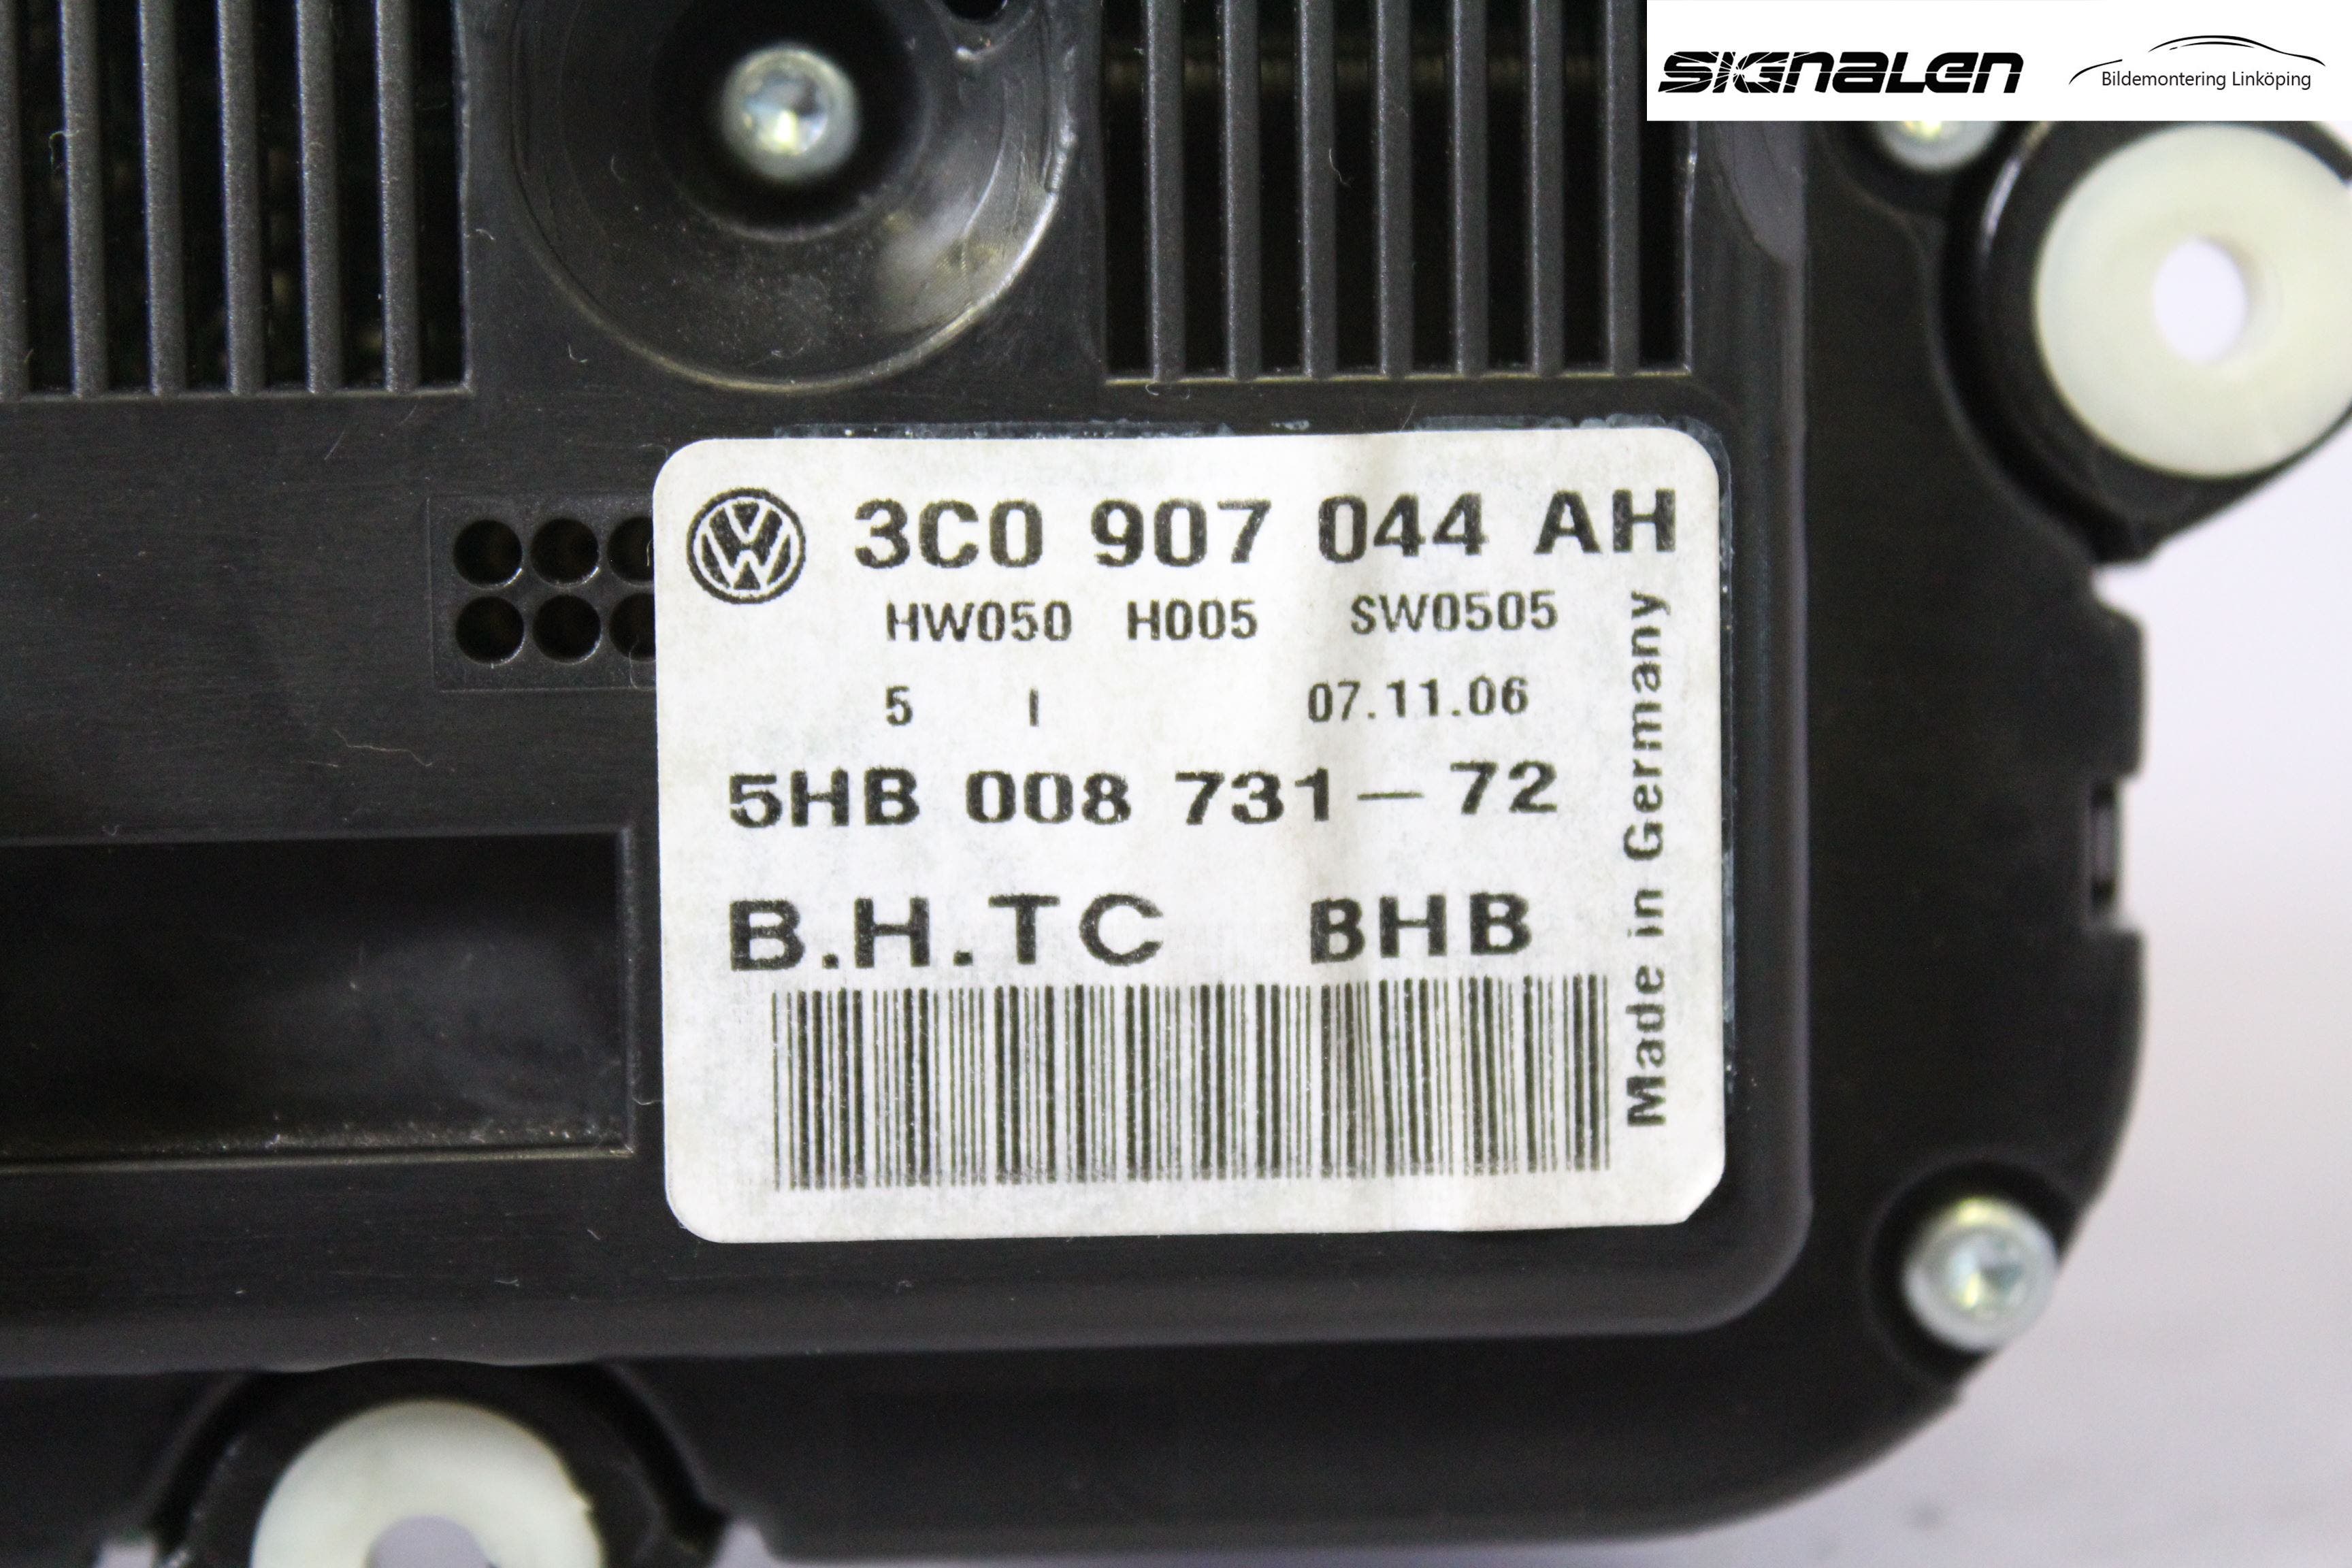 SIGNALEN
Bildemontering Linköping
VW 3C0 907 044 AH
HW050 H005 SW0505
5 I 07.11.06
5HB 008 731-72
B.H.TC BHB
Made in Germany